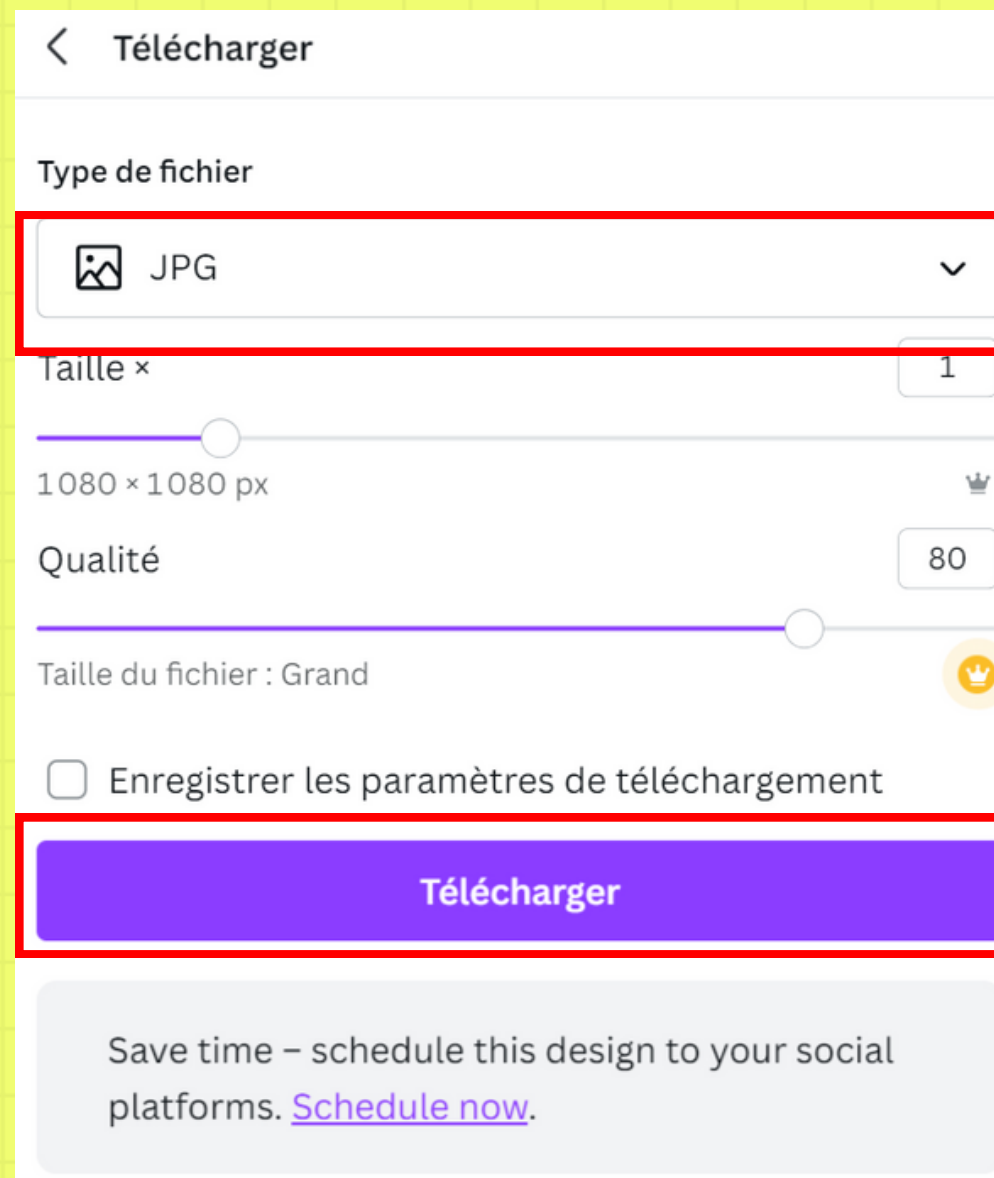 Télécharger
Type de fichier
JPG
Taille ×
1
1080 × 1080 px
Qualité
80
Taille du fichier : Grand
Enregistrer les paramètres de téléchargement
Télécharger
Save time – schedule this design to your social
platforms. Schedule now.